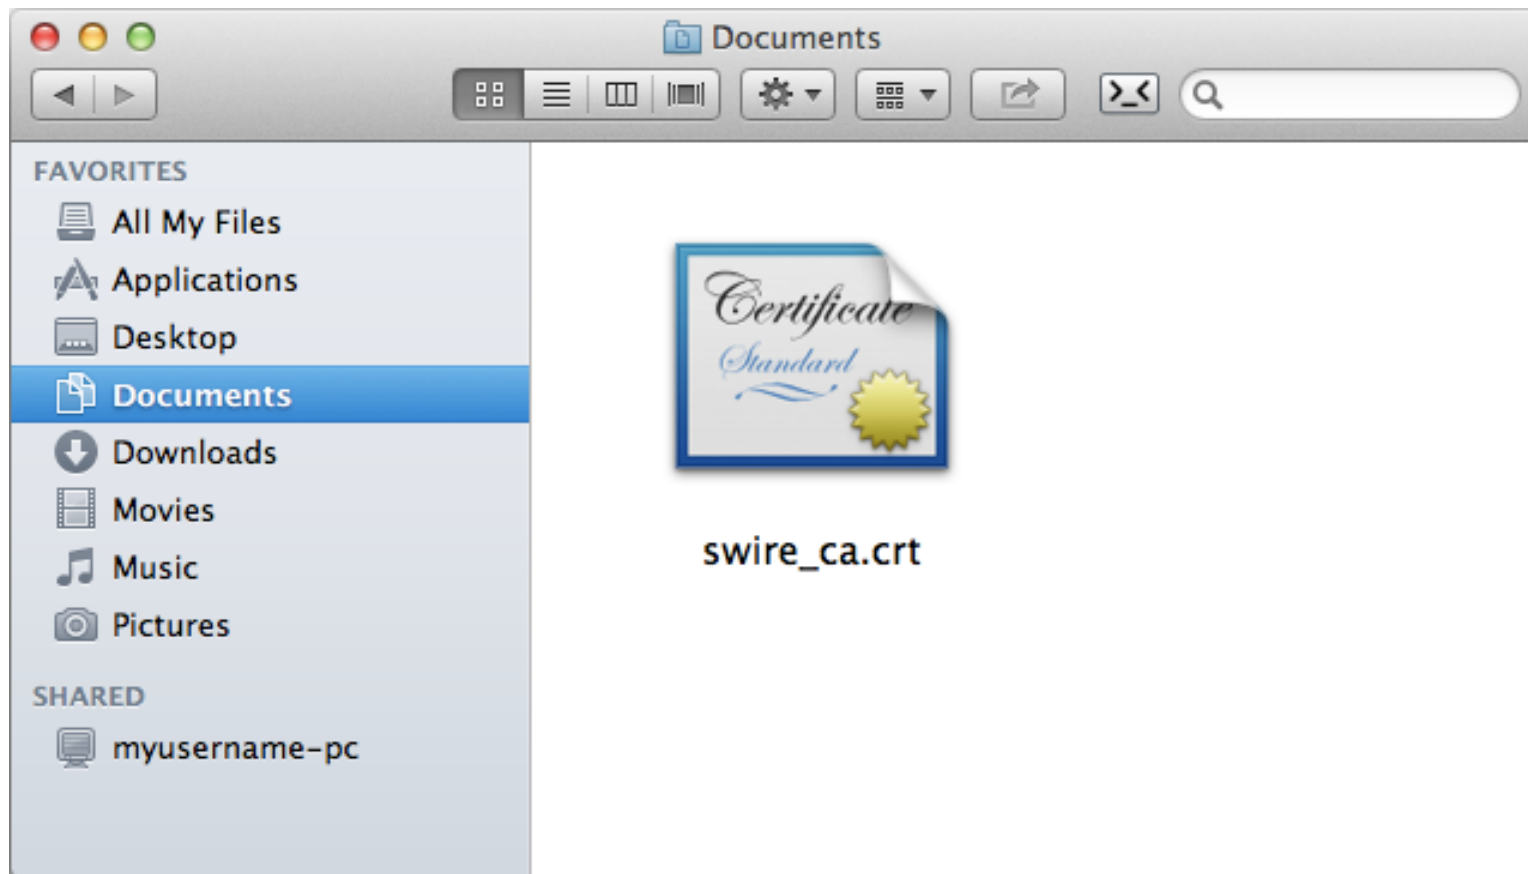 Documents
FAVORITES
All My Files
Applications
Desktop
Documents
Downloads
Movies
Music
Pictures
SHARED
myusername-pc
Certificate
Standard
swire_ca.crt